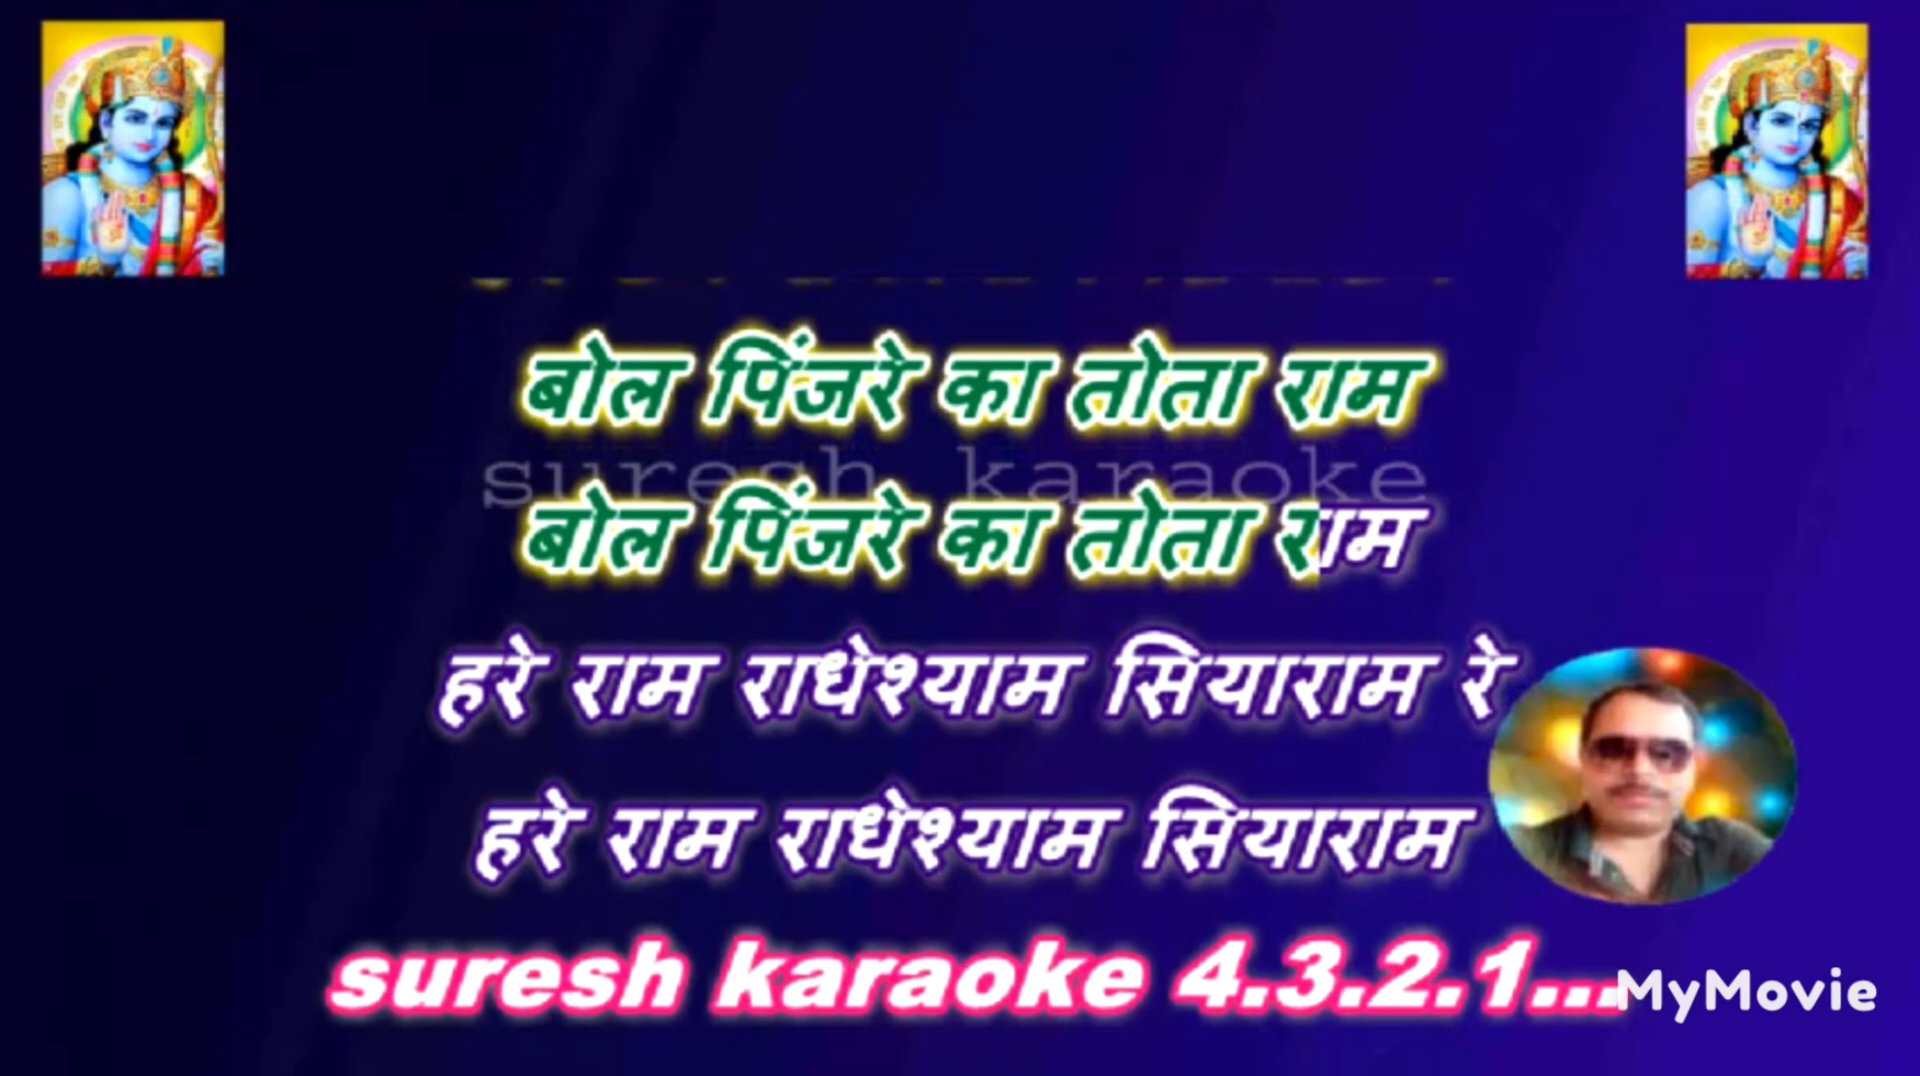 बोल पिंजरे का तोता राम
suresh karaoke
बोल पिंजरे का तोता राम
हरे राम राधेश्याम सियाराम रे
हरे राम राधेश्याम सियाराम
suresh karaoke 4.3.2.1...
MyMovie